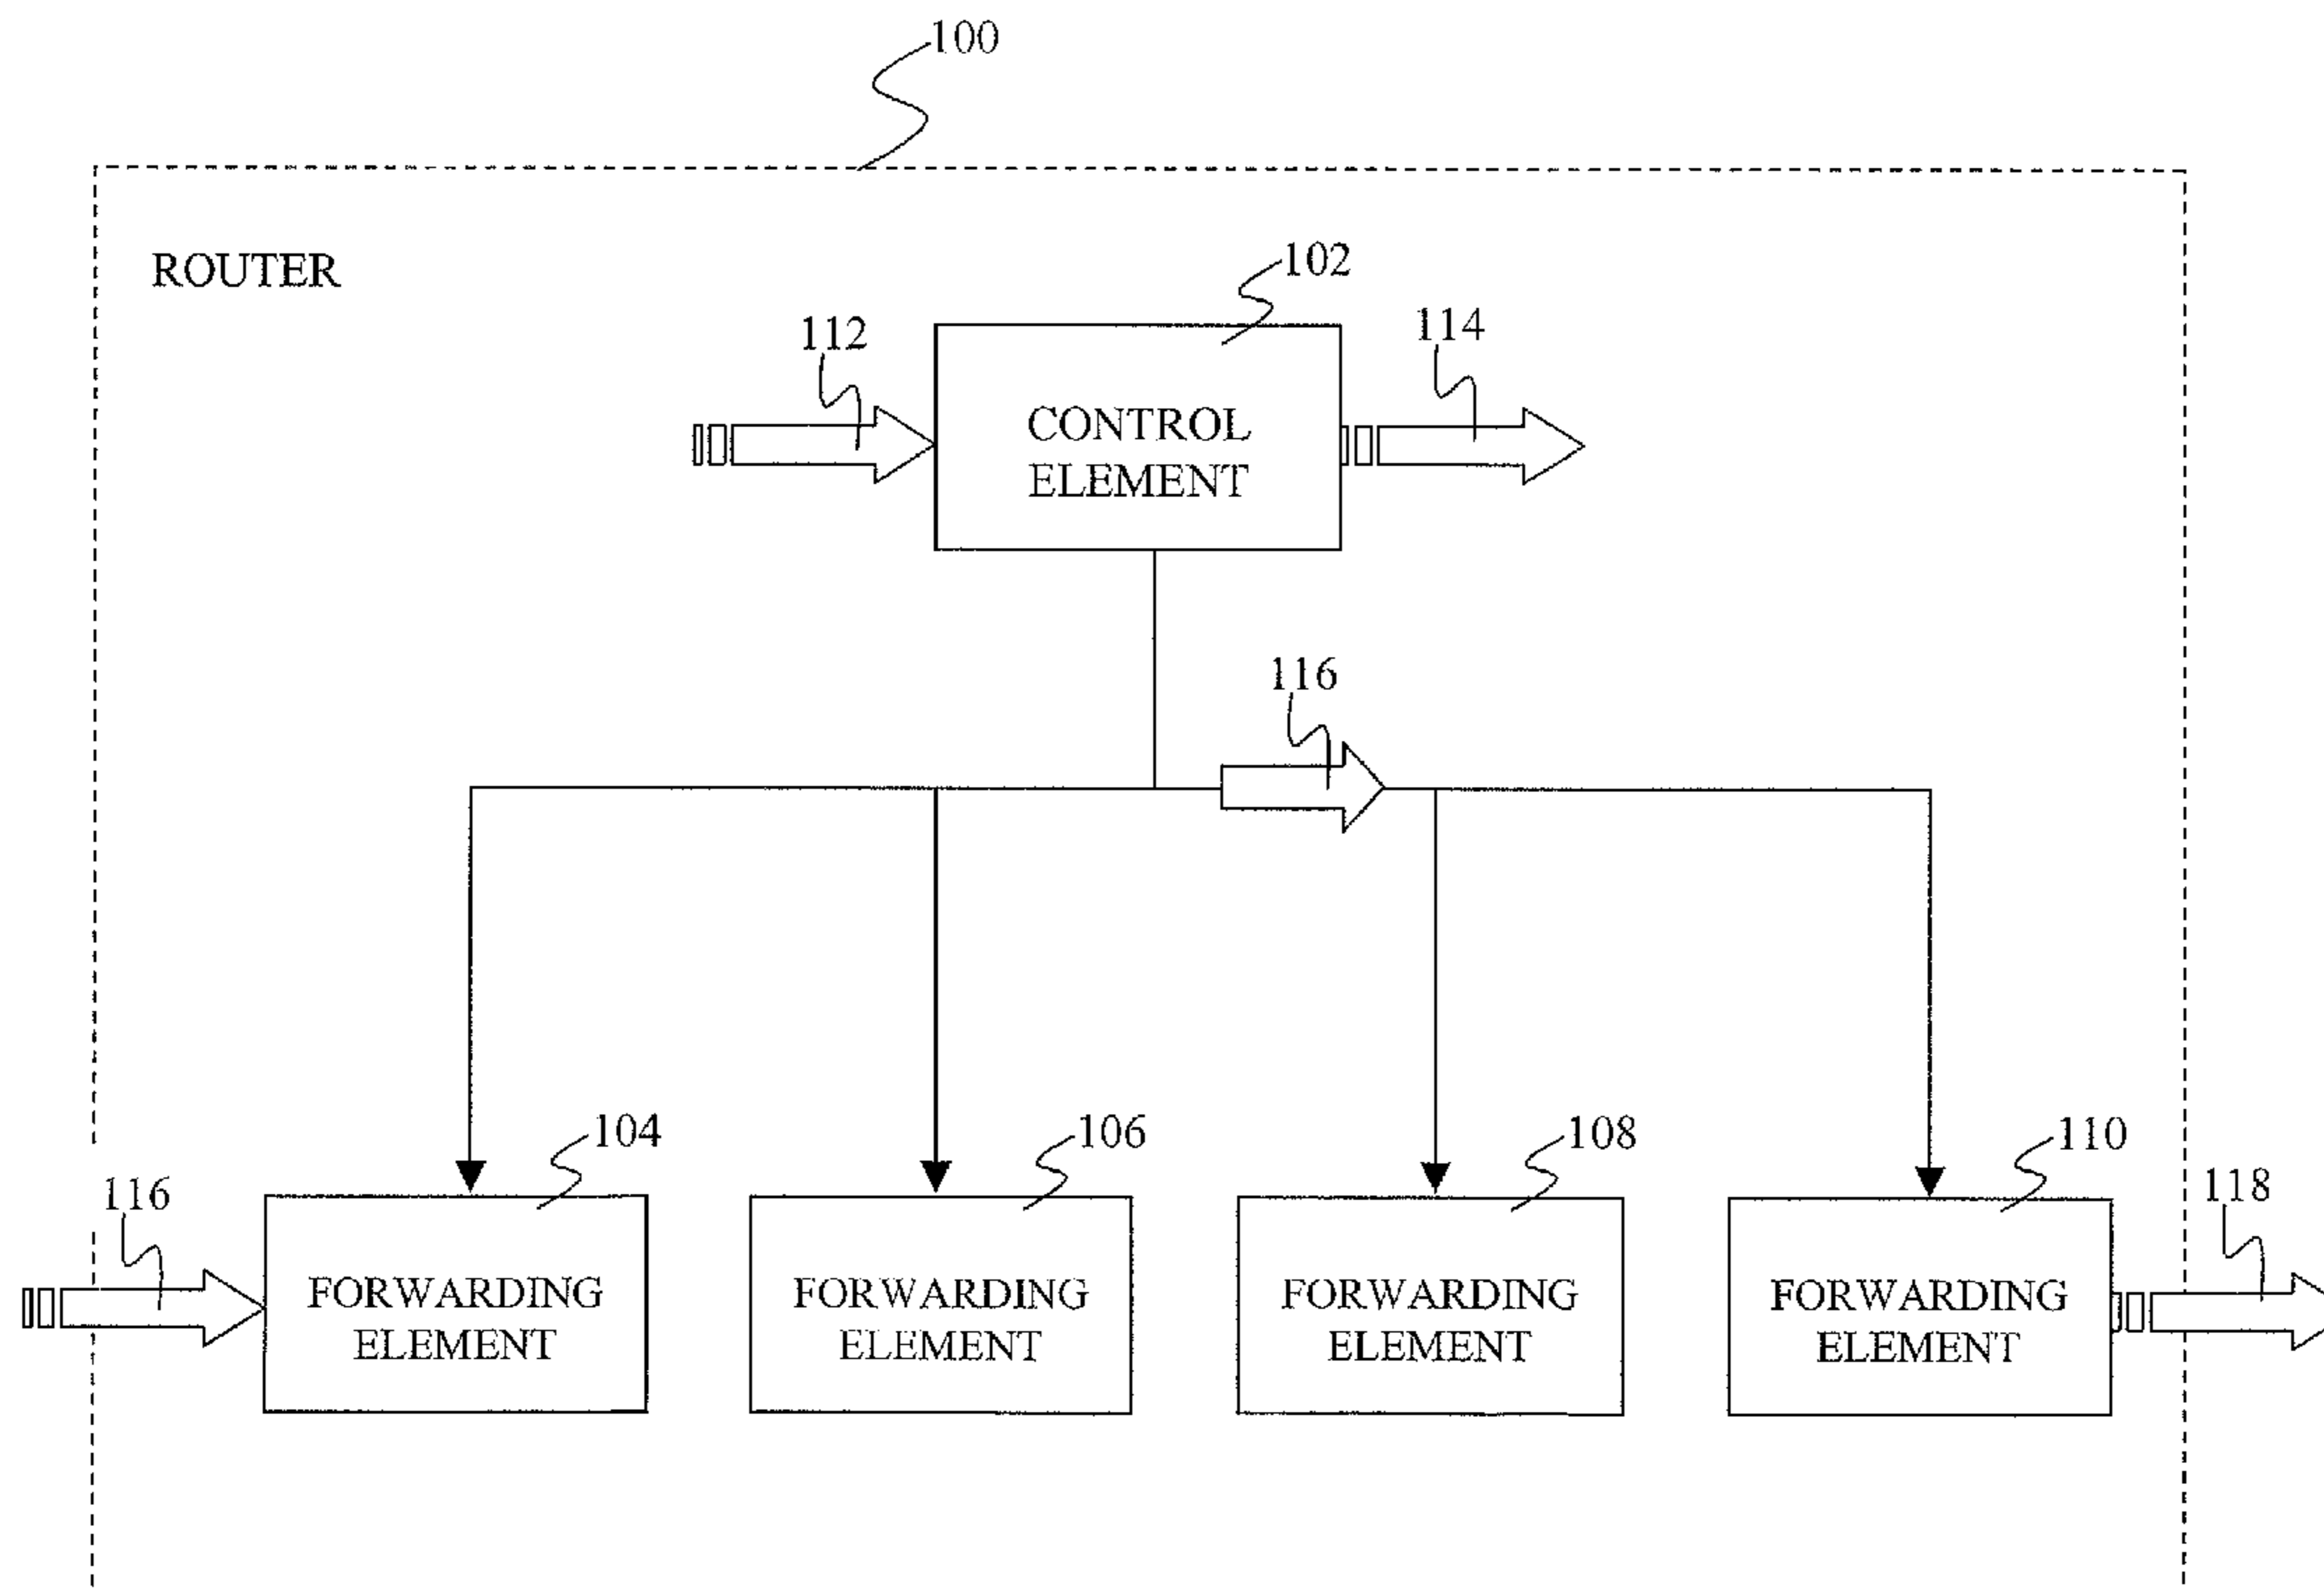 100
ROUTER
102
112
114
CONTROL
ELEMENT
116
104
106
108
110
116
118
FORWARDING
ELEMENT
FORWARDING
ELEMENT
FORWARDING
ELEMENT
FORWARDING
ELEMENT